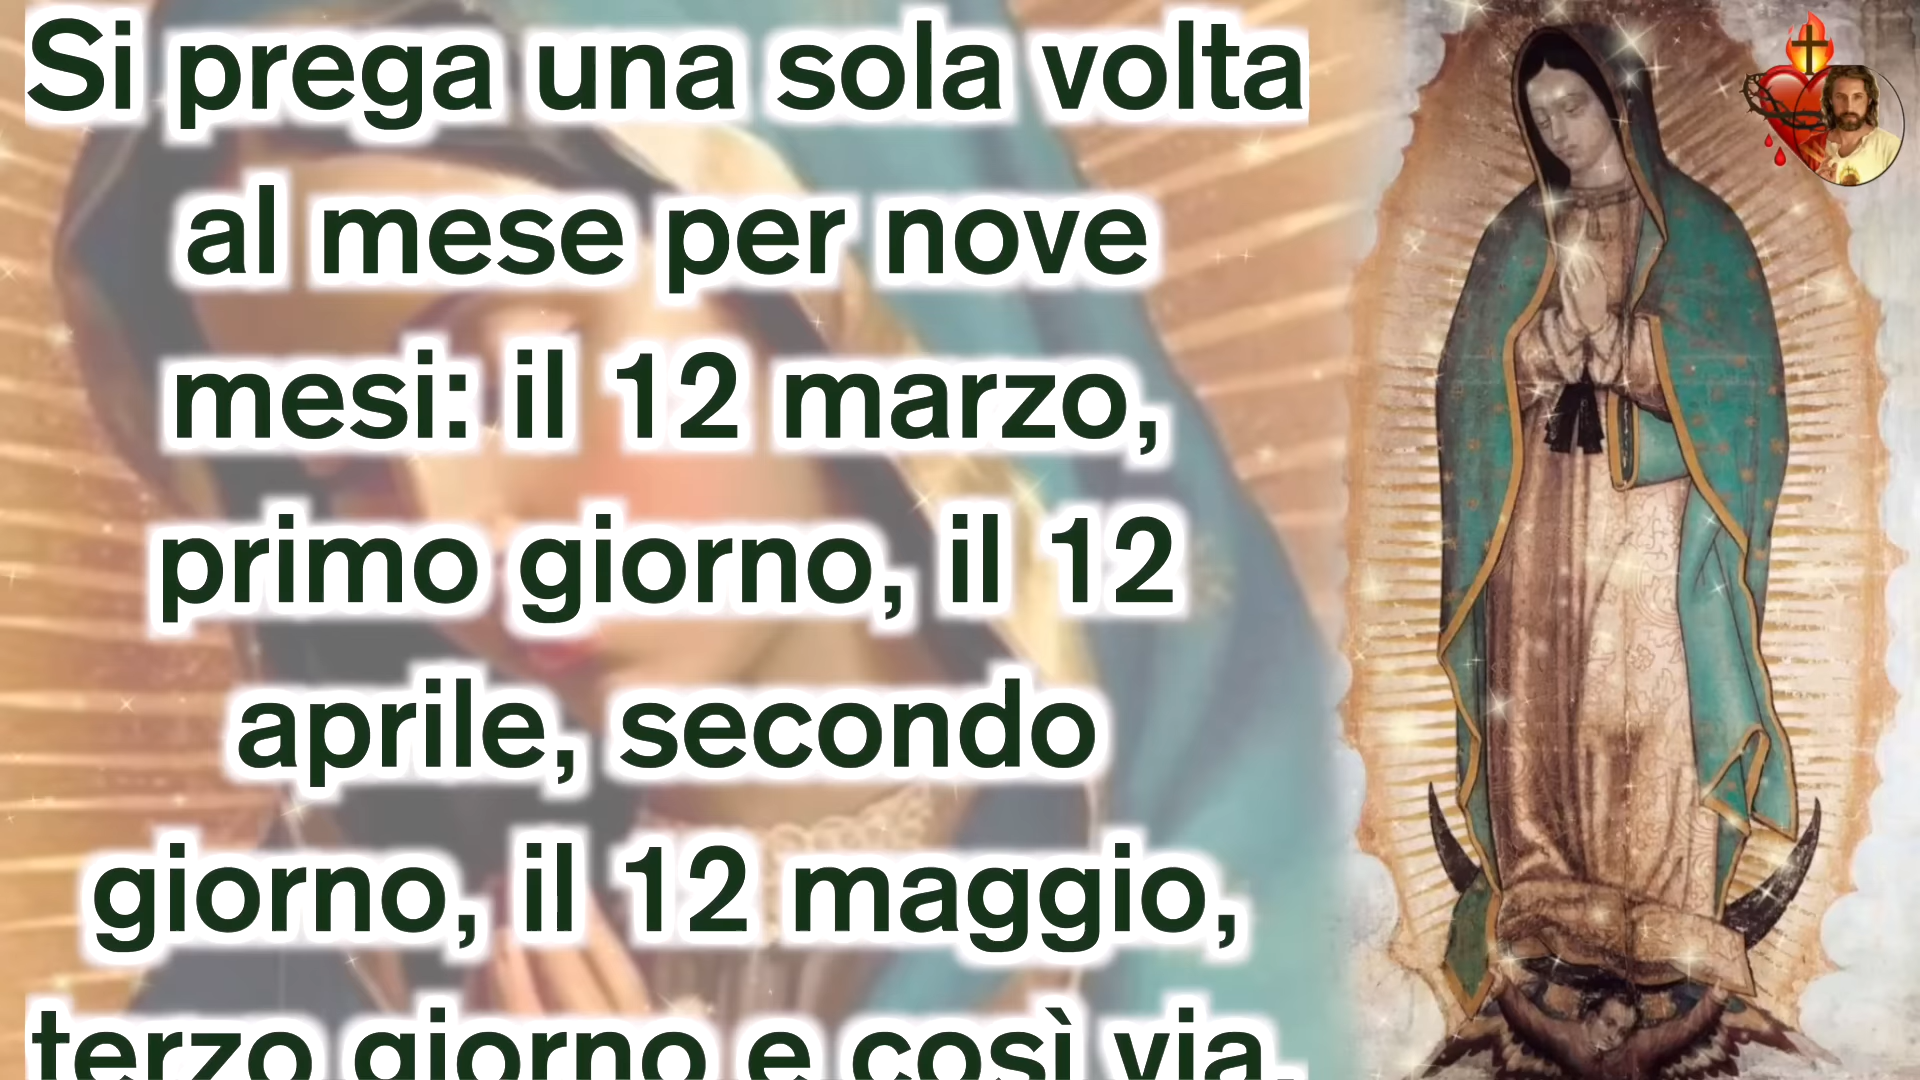 Si prega una sola volta
al mese per nove
mesi: il 12 marzo,
primo giorno, il 12
aprile, secondo
giorno, il 12 maggio,
terzo giorno e così via.